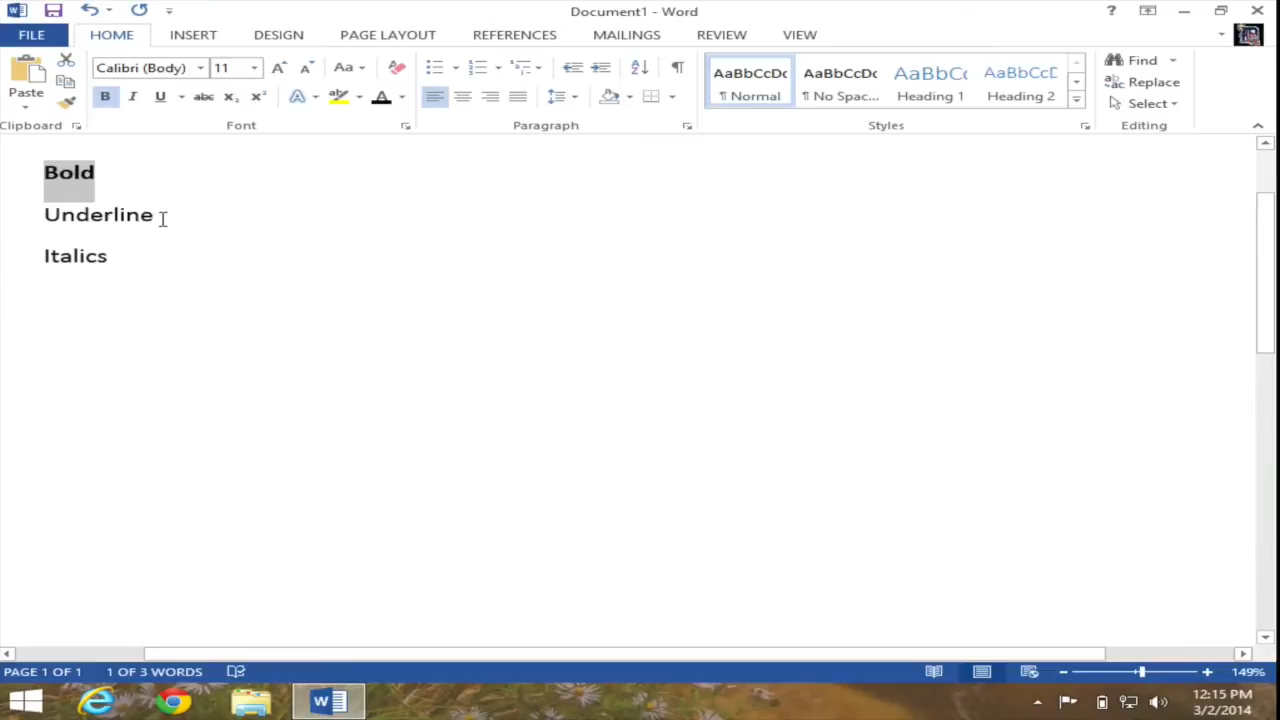 Document1 - Word
?
FILE HOME INSERT DESIGN PAGE LAYOUT REFERENCES MAILINGS REVIEW VIEW
Paste
Calibri (Body) 11
Aa
B I U abc x₂ x²
ab A
A Z
¶
AaBbCcDc AaBbCcDc AaBbCc AaBbCcD
¶ Normal ¶ No Spac... Heading 1 Heading 2
Find
Replace
Select
Clipboard Font Paragraph Styles Editing
Bold
Underline
Italics
PAGE 1 OF 1 1 OF 3 WORDS 149%
12:15 PM
3/2/2014